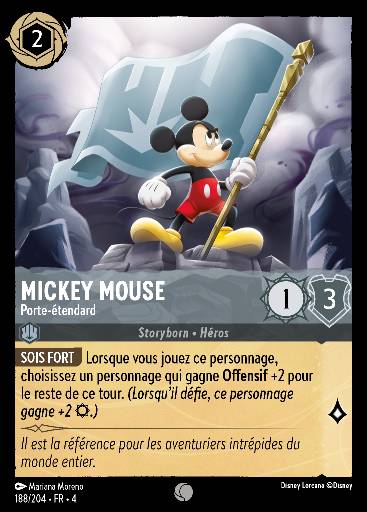 2
MICKEY MOUSE
Porte-étendard
1
3
Storyborn • Héros
SOIS FORT Lorsque vous jouez ce personnage,
choisissez un personnage qui gagne Offensif +2 pour
le reste de ce tour. (Lorsqu'il défie, ce personnage
gagne +2 .)
Il est la référence pour les aventuriers intrépides du
monde entier.
Mariana Moreno
188/204 • FR • 4
Disney Lorcana ©Disney